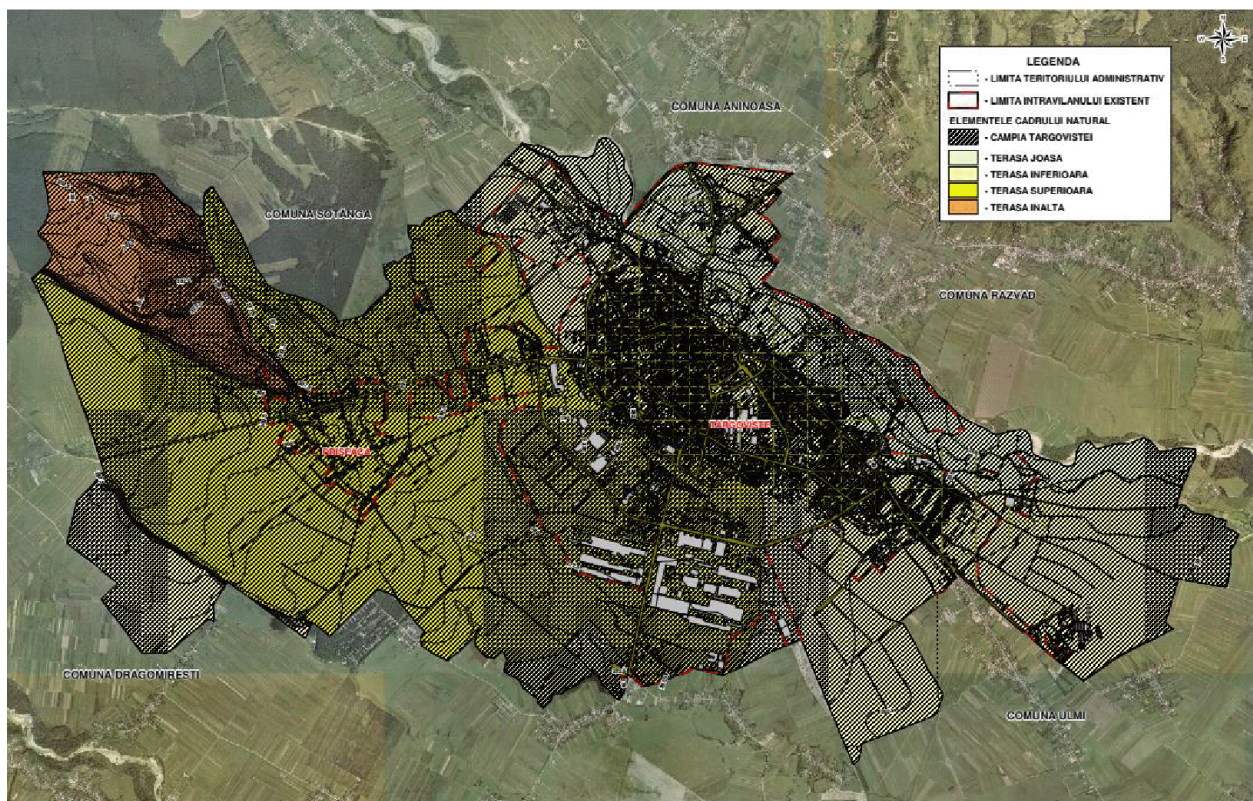 N
W E
S
LEGENDA
- LIMITA TERITORIULUI ADMINISTRATIV
- LIMITA INTRAVILANULUI EXISTENT
ELEMENTELE CADRULUI NATURAL
- CAMPIA TARGOVISTEI
- TERASA JOASA
- TERASA INFERIOARA
- TERASA SUPERIOARA
- TERASA INALTA
COMUNA ANINOASA
COMUNA SOTÂNGA
COMUNA RAZVAD
TARGOVISTE
PRISEACA
COMUNA DRAGOMIRESTI
COMUNA ULMI